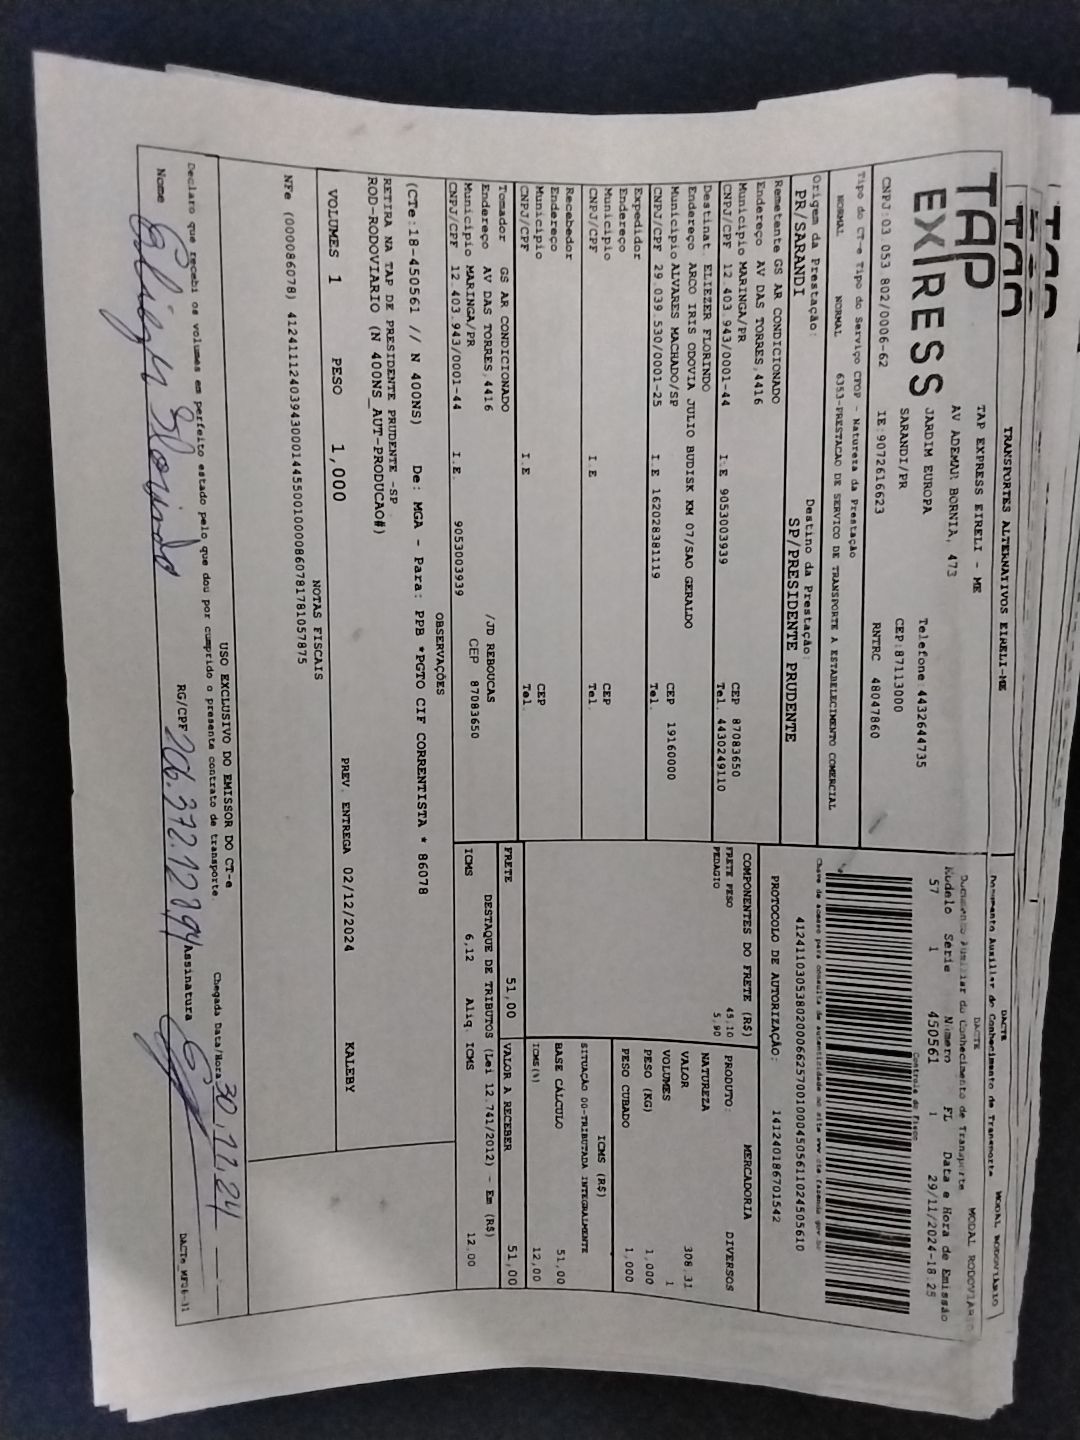 TRANSPORTES ALTERNATIVOS EIRELI-ME
DACTE
Documento Auxiliar do Conhecimento de Transporte
MODAL RODOVIARIO
TAP
EXPRESS
TAP EXPRESS EIRELI - ME
AV ADEMAR BORNIA, 473
JARDIM EUROPA
SARANDI/PR
Telefone:4432644735
CEP:87113000
CNPJ:03.053.802/0006-62
IE:9072616623
RNTRC 48047860
DACTE
Documento Auxiliar do Conhecimento de Transporte
MODAL RODOVIARIO
Modelo Série Número FL Data e Hora de Emissão
57 1 450561 1 29/11/2024-18:25
Controle do Fisco
Chave de acesso para consulta de autenticidade no site www.cte.fazenda.gov.br
41241103053802000662570010004505611024505610
PROTOCOLO DE AUTORIZAÇÃO: 141240186701542
Tipo do CT-e Tipo do Serviço CFOP - Natureza da Prestação
NORMAL NORMAL 6353-PRESTACAO DE SERVICO DE TRANSPORTE A ESTABELECIMENTO COMERCIAL
Origem da Prestação: Destino da Prestação:
PR/SARANDI SP/PRESIDENTE PRUDENTE
Remetente GS AR CONDICIONADO
Endereço AV DAS TORRES,4416
Município MARINGA/PR CEP 87083650
CNPJ/CPF 12.403.943/0001-44 I.E 9053003939 Tel. 4430249110
Destinat. ELIEZER FLORINDO
Endereço ARCO IRIS ODOVIA JULIO BUDISK KM 07/SAO GERALDO
Município ALVARES MACHADO/SP CEP 19160000
CNPJ/CPF 29.039.530/0001-25 I.E 162028381119 Tel.
Expedidor
Endereço
Município CEP
CNPJ/CPF I.E Tel.
Recebedor
Endereço
Município CEP
CNPJ/CPF I.E Tel.
Tomador GS AR CONDICIONADO
Endereço AV DAS TORRES,4416 /JD REBOUCAS
Município MARINGA/PR CEP 87083650
CNPJ/CPF 12.403.943/0001-44 I.E. 9053003939
COMPONENTES DO FRETE (R$)
FRETE PESO 45,10
PEDAGIO 5,90
FRETE 51,00
MERCADORIA
PRODUTO: DIVERSOS
NATUREZA
VALOR 308,31
VOLUMES 1
PESO (KG) 1,000
PESO CUBADO 1,000
ICMS (R$)
SITUAÇÃO 00-TRIBUTADA INTEGRALMENTE
BASE CÁLCULO 51,00
ICMS(%) 12,00
VALOR A RECEBER 51,00
DESTAQUE DE TRIBUTOS (Lei 12.741/2012) - Em (R$)
ICMS 6,12 Aliq. ICMS 12.00
OBSERVAÇÕES
(CTe:18-450561 // N 400NS) De: MGA - Para: PPB *PGTO CIF CORRENTISTA * 86078
RETIRA NA TAP DE PRESIDENTE PRUDENTE -SP
ROD-RODOVIARIO (N 400NS_AUT-PRODUCAO#)
VOLUMES 1 PESO 1,000 PREV. ENTREGA 02/12/2024 KALEBY
NOTAS FISCAIS
NFe (000086078) 41241112403943000144550010000860781781057875
USO EXCLUSIVO DO EMISSOR DO CT-e
Declaro que recebi os volumes em perfeito estado pelo que dou por cumprido o presente contrato de transporte.
Chegada Data/Hora 30.11.24
Nome RG/CPF Assinatura
DACTe_MF06-31